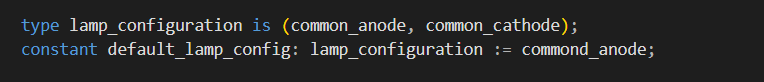 type lamp_configuration is (common_anode, common_cathode);
constant default_lamp_config: lamp_configuration := commond_anode;